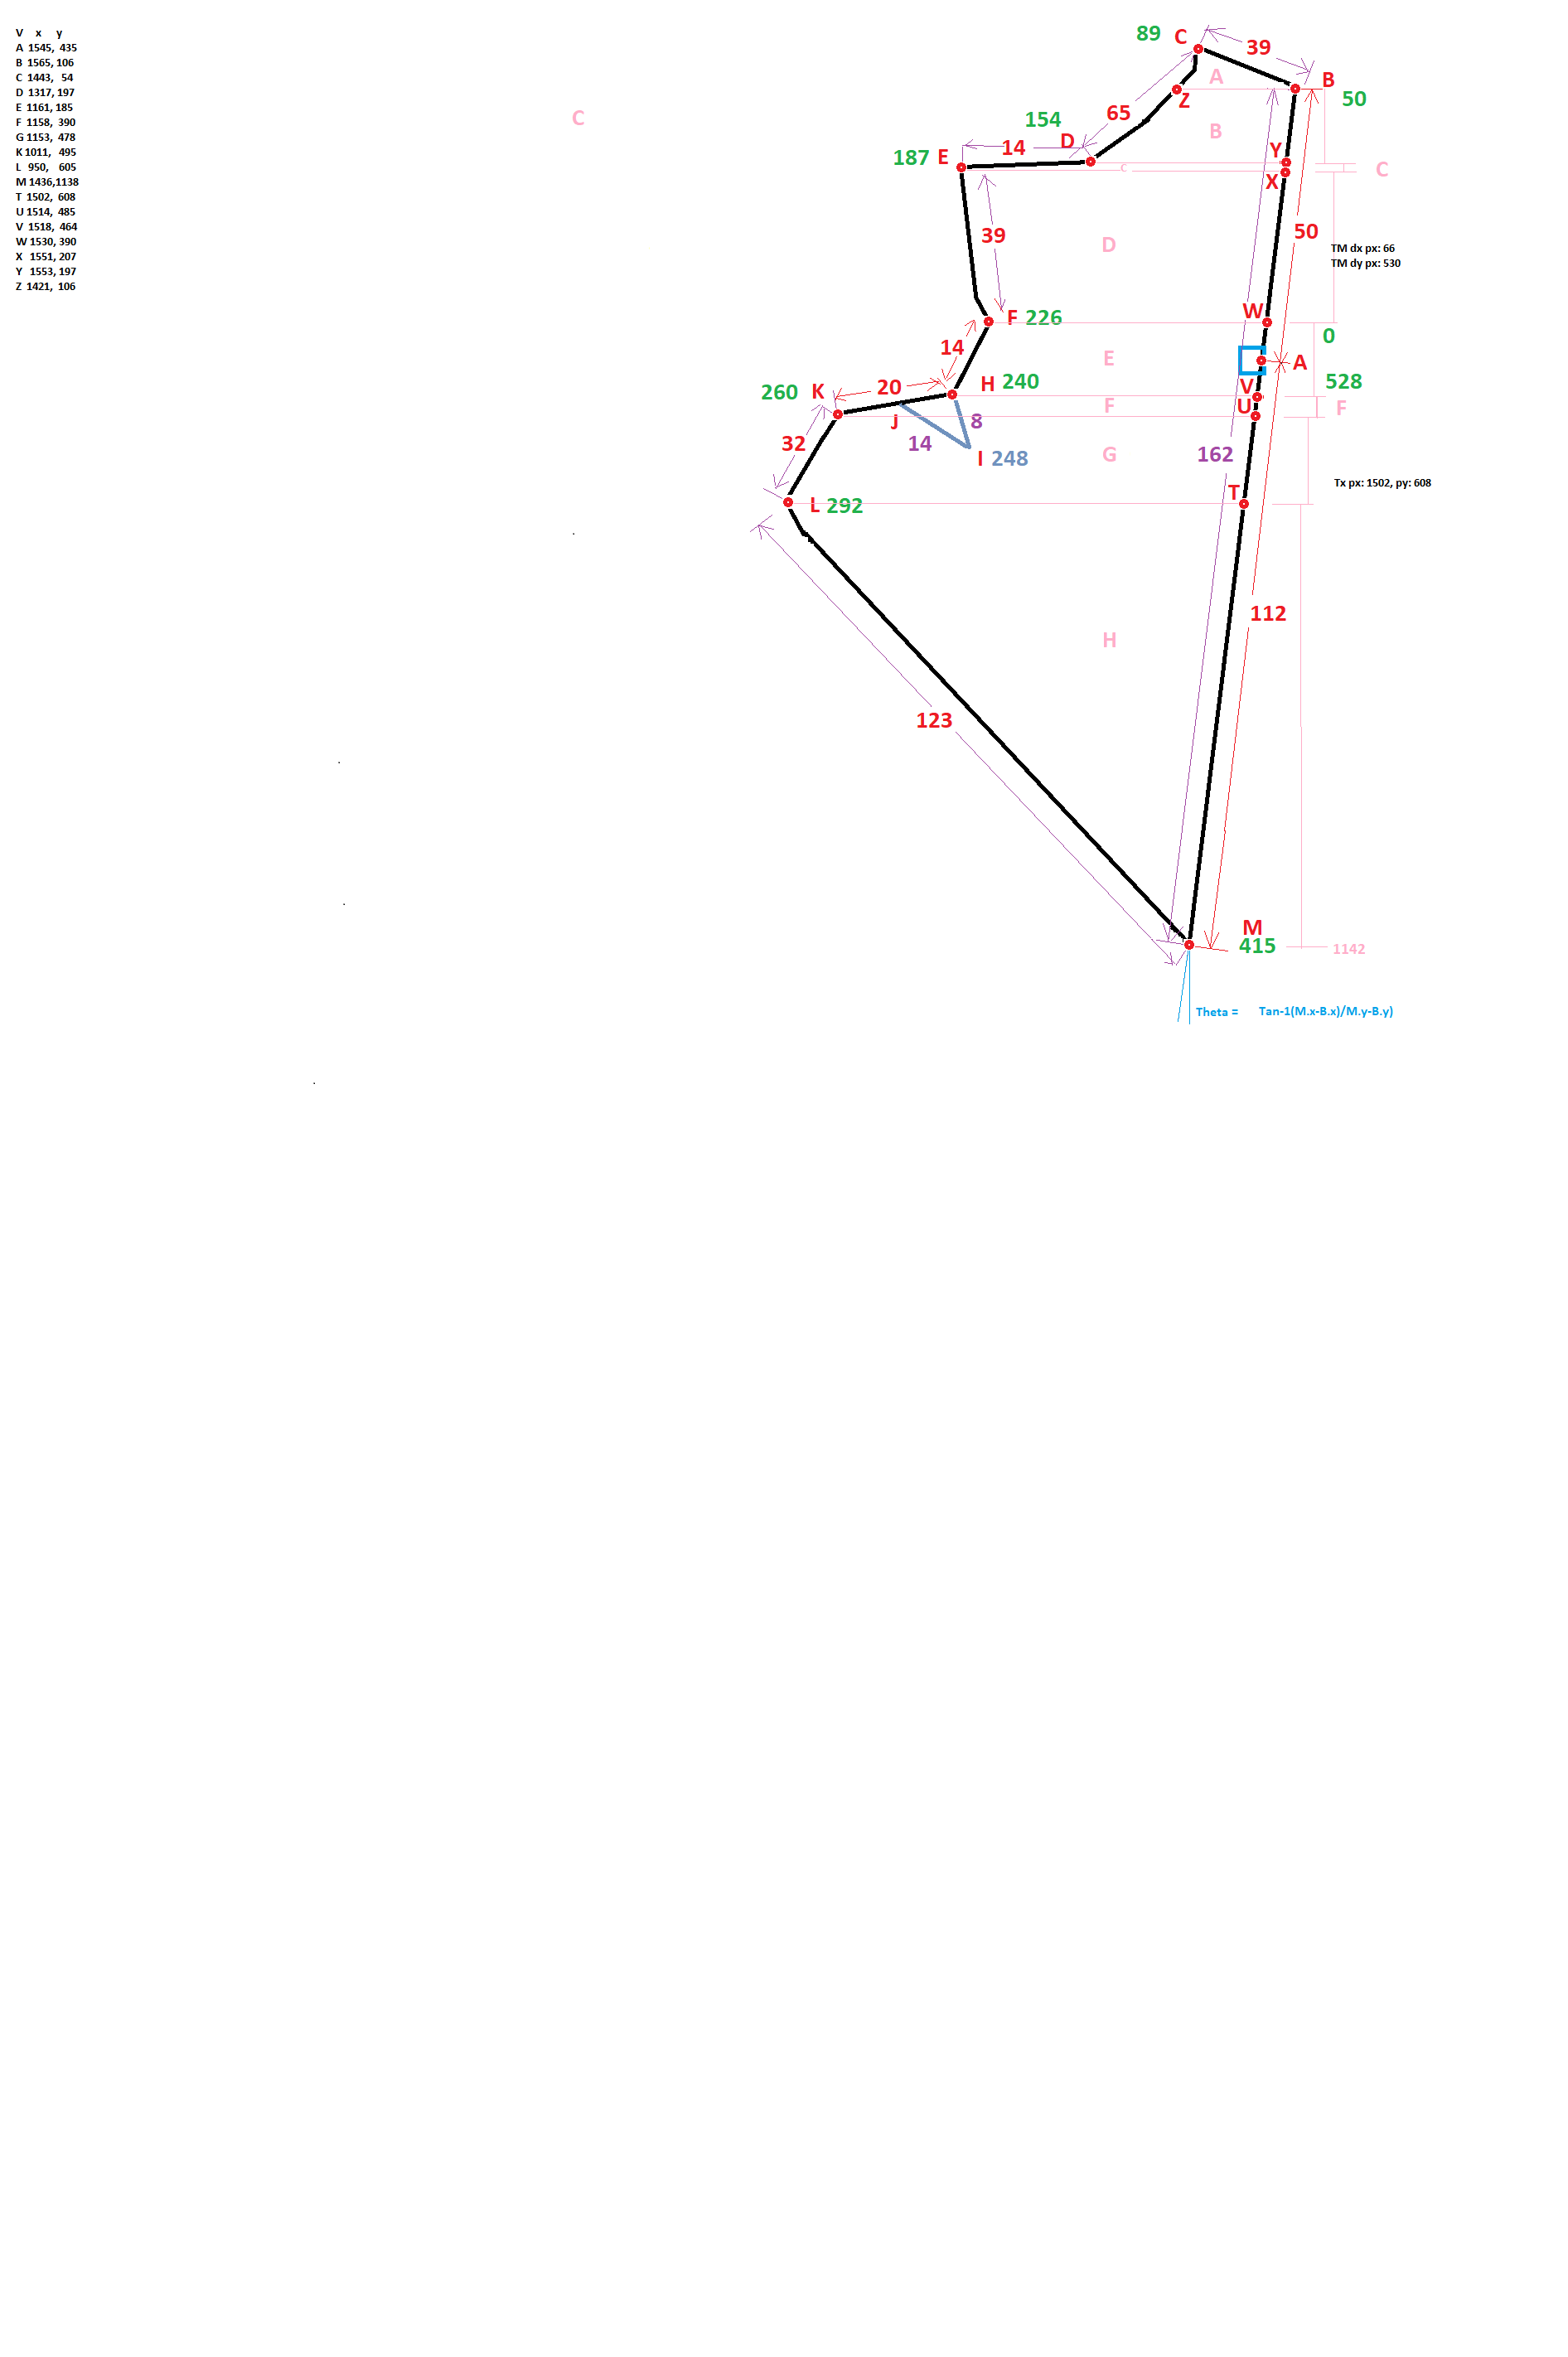 V x y
A 1545, 435
B 1565, 106
C 1443, 54
D 1317, 197
E 1161, 185
F 1158, 390
G 1153, 478
K 1011, 495
L 950, 605
M 1436,1138
T 1502, 608
U 1514, 485
V 1518, 464
W 1530, 390
X 1551, 207
Y 1553, 197
Z 1421, 106
89 C
39
A
B
Z
50
C
65
154
B
D
14
187 E
Y
C
C
X
39
D
50
TM dx px: 66
TM dy px: 530
W
F 226
0
14
E
A
20
H 240
528
260 K
V
F
U
F
j
8
32
14
162
G
I 248
Tx px: 1502, py: 608
T
L 292
112
H
123
M
415
1142
Theta = Tan-1(M.x-B.x)/M.y-B.y)